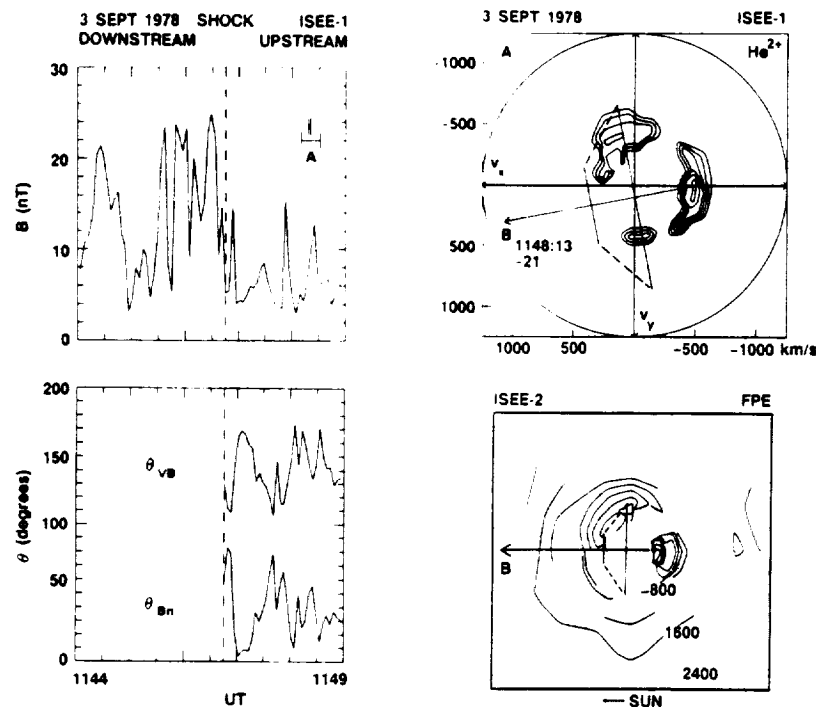 3 SEPT 1978 SHOCK ISEE-1
DOWNSTREAM UPSTREAM
30
20
10
0
B (nT)
A
200
150
100
50
0
θ (degrees)
θVB
θBn
1144
1149
UT
3 SEPT 1978 ISEE-1
A
He2+
-1000
-500
500
1000
vx
B
1148:13
-21
vy
1000 500 -500 -1000 km/s
ISEE-2 FPE
B
-800
1600
2400
← SUN